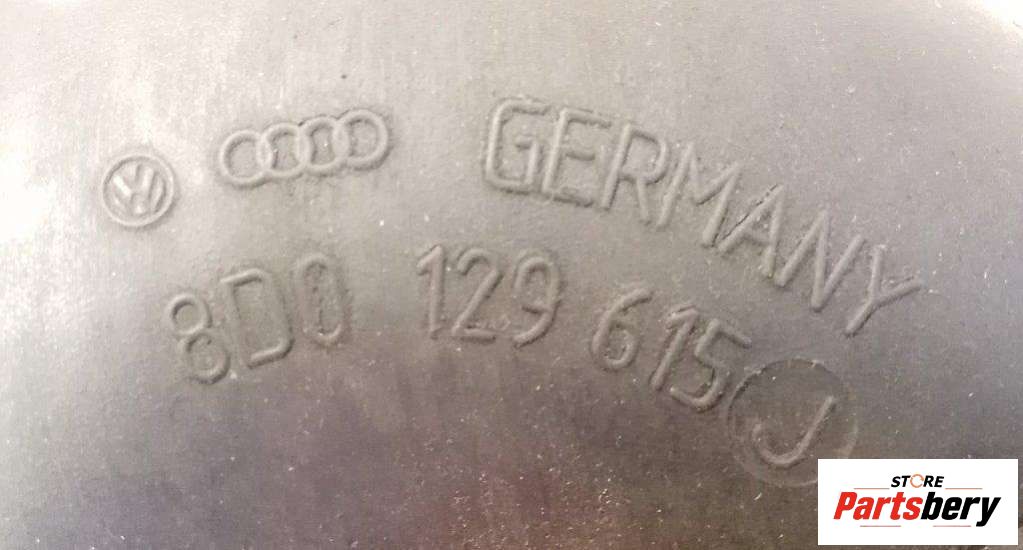 GERMANY
8D0 129 615 J
STORE
Partsbery